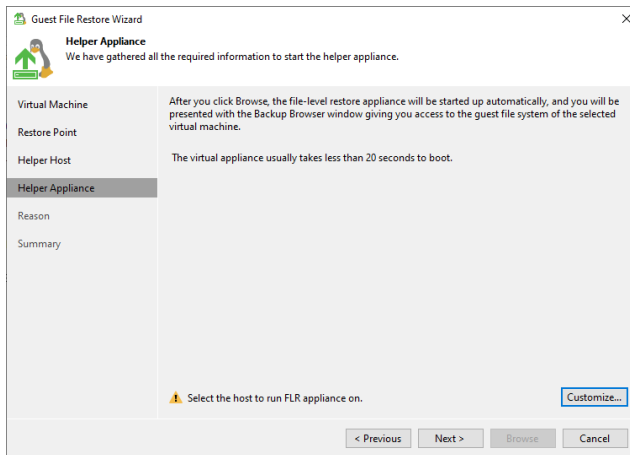 Guest File Restore Wizard
Helper Appliance
We have gathered all the required information to start the helper appliance.
Virtual Machine
Restore Point
Helper Host
Helper Appliance
Reason
Summary
After you click Browse, the file-level restore appliance will be started up automatically, and you will be
presented with the Backup Browser window giving you access to the guest file system of the selected
virtual machine.
The virtual appliance usually takes less than 20 seconds to boot.
Select the host to run FLR appliance on.
Customize...
< Previous
Next >
Browse
Cancel